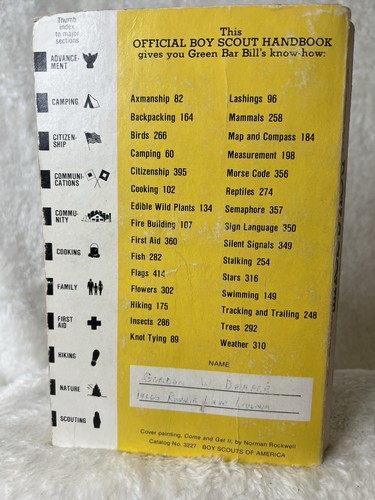 Thumb
index
to major
sections
ADVANCE-
MENT
CAMPING
CITIZEN-
SHIP
COMMUNI-
CATIONS
COMMU-
NITY
COOKING
FAMILY
FIRST
AID
HIKING
NATURE
SCOUTING
This
OFFICIAL BOY SCOUT HANDBOOK
gives you Green Bar Bill's know-how:
Axmanship 82
Backpacking 164
Birds 266
Camping 60
Citizenship 395
Cooking 102
Edible Wild Plants 134
Fire Building 107
First Aid 360
Fish 282
Flags 414
Flowers 302
Hiking 175
Insects 286
Knot Tying 89
Lashings 96
Mammals 258
Map and Compass 184
Measurement 198
Morse Code 356
Reptiles 274
Semaphore 357
Sign Language 350
Silent Signals 349
Stalking 254
Stars 316
Swimming 149
Tracking and Trailing 248
Trees 292
Weather 310
NAME
GORDON W.
Cover painting, Come and Get It, by Norman Rockwell
Catalog No. 3227 BOY SCOUTS OF AMERICA